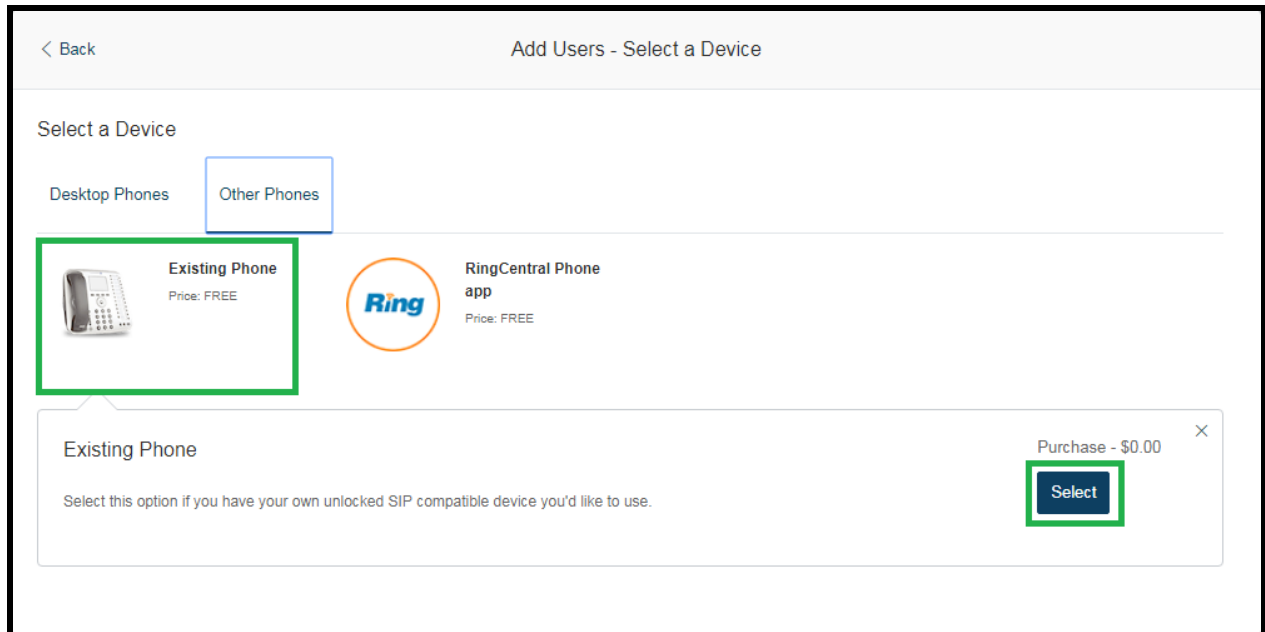 < Back
Add Users - Select a Device
Select a Device
Desktop Phones
Other Phones
Existing Phone
Price: FREE
Ring
RingCentral Phone
app
Price: FREE
Existing Phone
Purchase - $0.00
Select this option if you have your own unlocked SIP compatible device you'd like to use.
Select